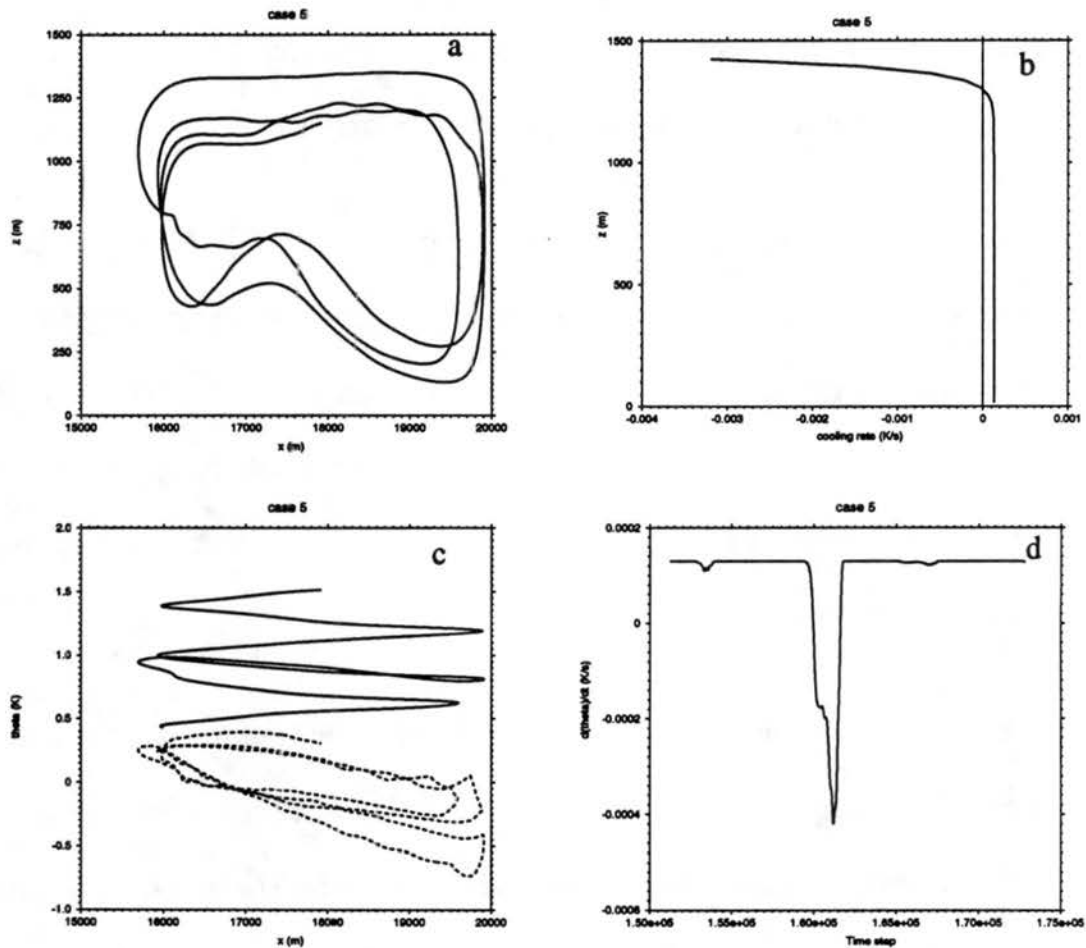 case 5
a
1500
1250
1000
750
500
250
0
z (m)
15000 16000 17000 18000 19000 20000
x (m)
case 5
b
1500
1000
500
0
z (m)
-0.004 -0.003 -0.002 -0.001 0 0.001
cooling rate (K/s)
case 5
c
2.0
1.5
1.0
0.5
0
-0.5
-1.0
theta (K)
15000 16000 17000 18000 19000 20000
x (m)
case 5
d
0.0002
0
-0.0002
-0.0004
-0.0006
d(theta)/dt (K/s)
1.50e+05 1.55e+05 1.60e+05 1.65e+05 1.70e+05 1.75e+05
Time step